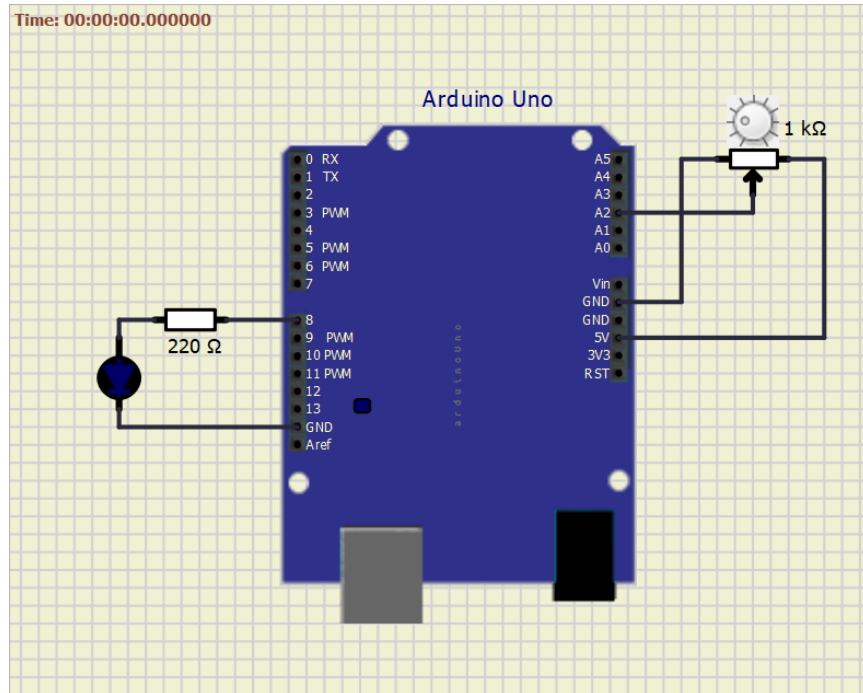 Time: 00:00:00.000000
Arduino Uno
1 kΩ
0 RX
1 TX
2
3 PWM
4
5 PWM
6 PWM
7
8
9 PWM
10 PWM
11 PWM
12
13
GND
Aref
A5
A4
A3
A2
A1
A0
Vin
GND
GND
5V
3V3
RST
220 Ω
arduinoUno